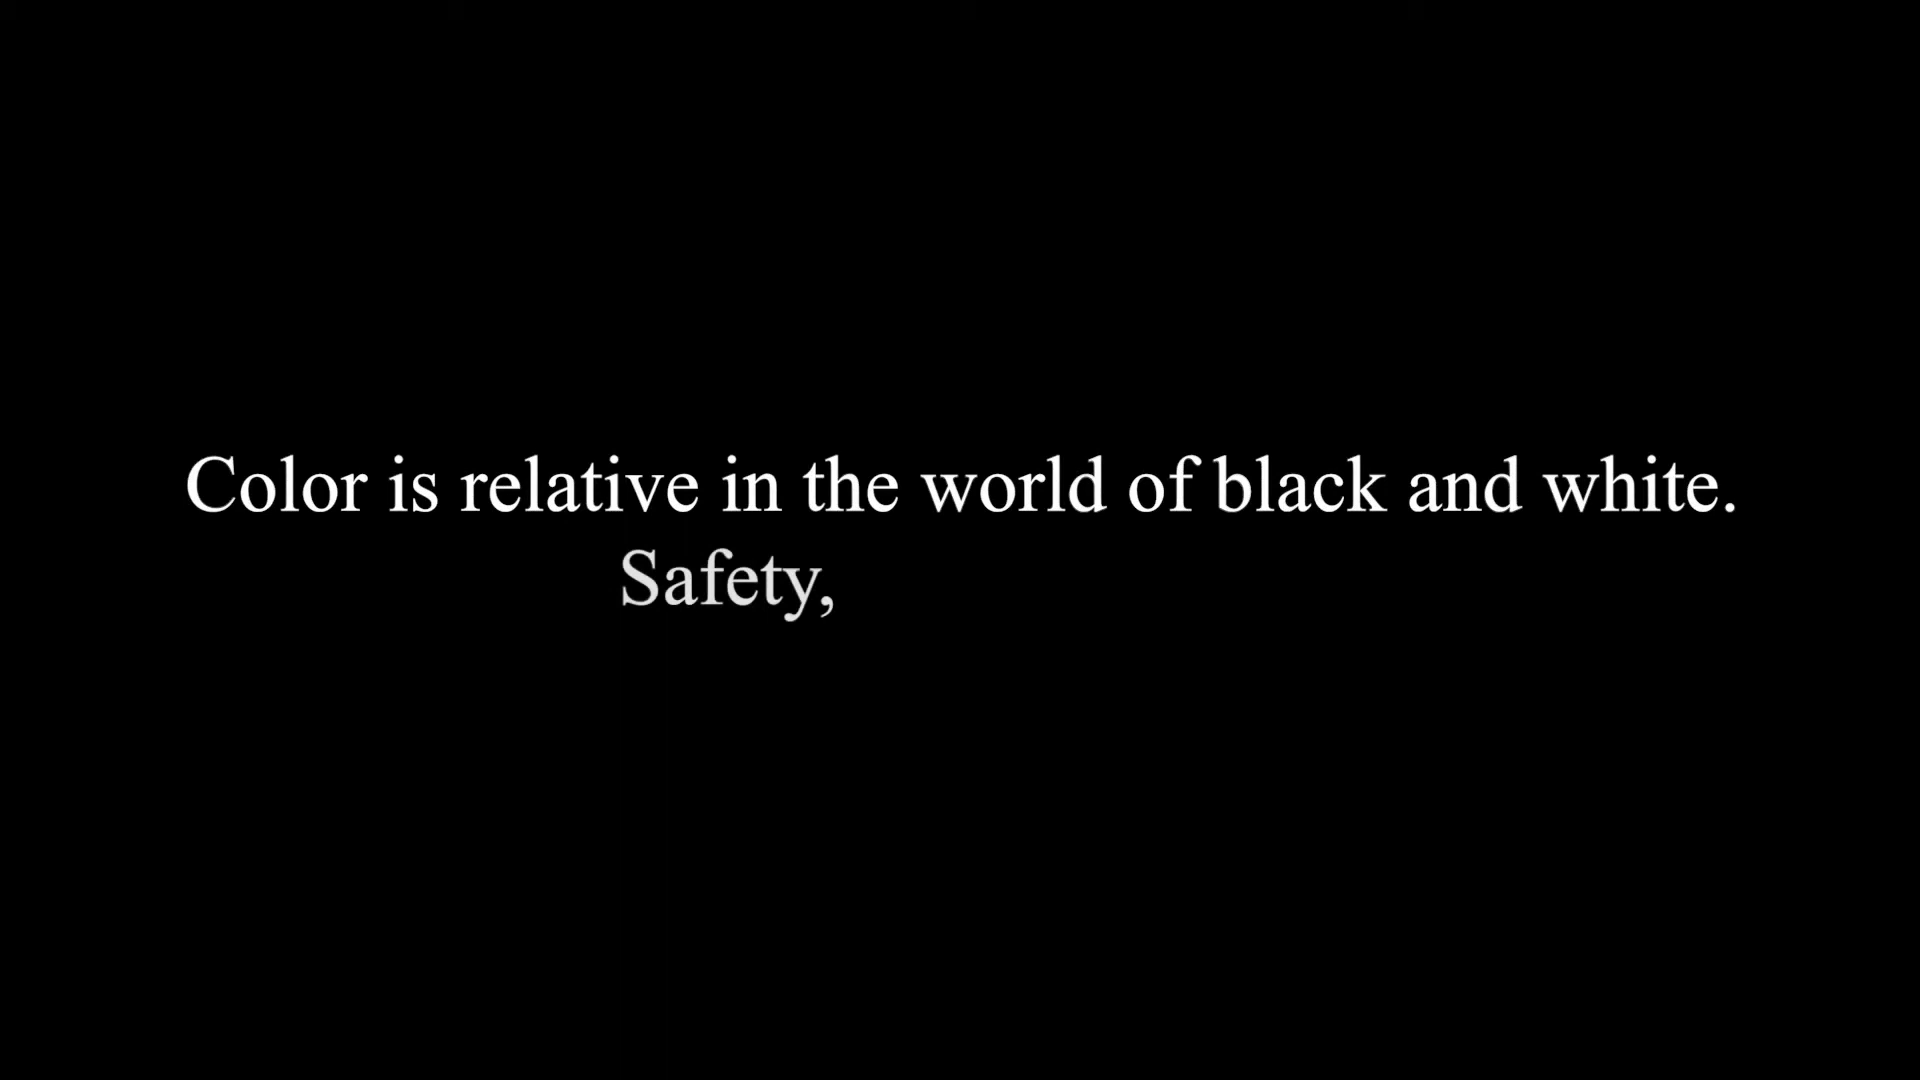 Color is relative in the world of black and white.
Safety,